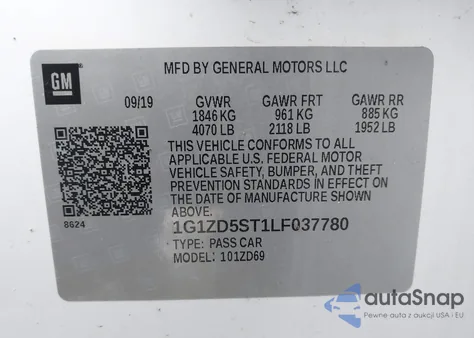 GM
MFD BY GENERAL MOTORS LLC
09/19 GVWR GAWR FRT GAWR RR
1846 KG 961 KG 885 KG
4070 LB 2118 LB 1952 LB
THIS VEHICLE CONFORMS TO ALL
APPLICABLE U.S. FEDERAL MOTOR
VEHICLE SAFETY, BUMPER, AND THEFT
PREVENTION STANDARDS IN EFFECT ON
THE DATE OF MANUFACTURE SHOWN
ABOVE.
8624
1G1ZD5ST1LF037780
TYPE: PASS CAR
MODEL: 101ZD69
autaSnap
Pewne auta z aukcji USA i EU